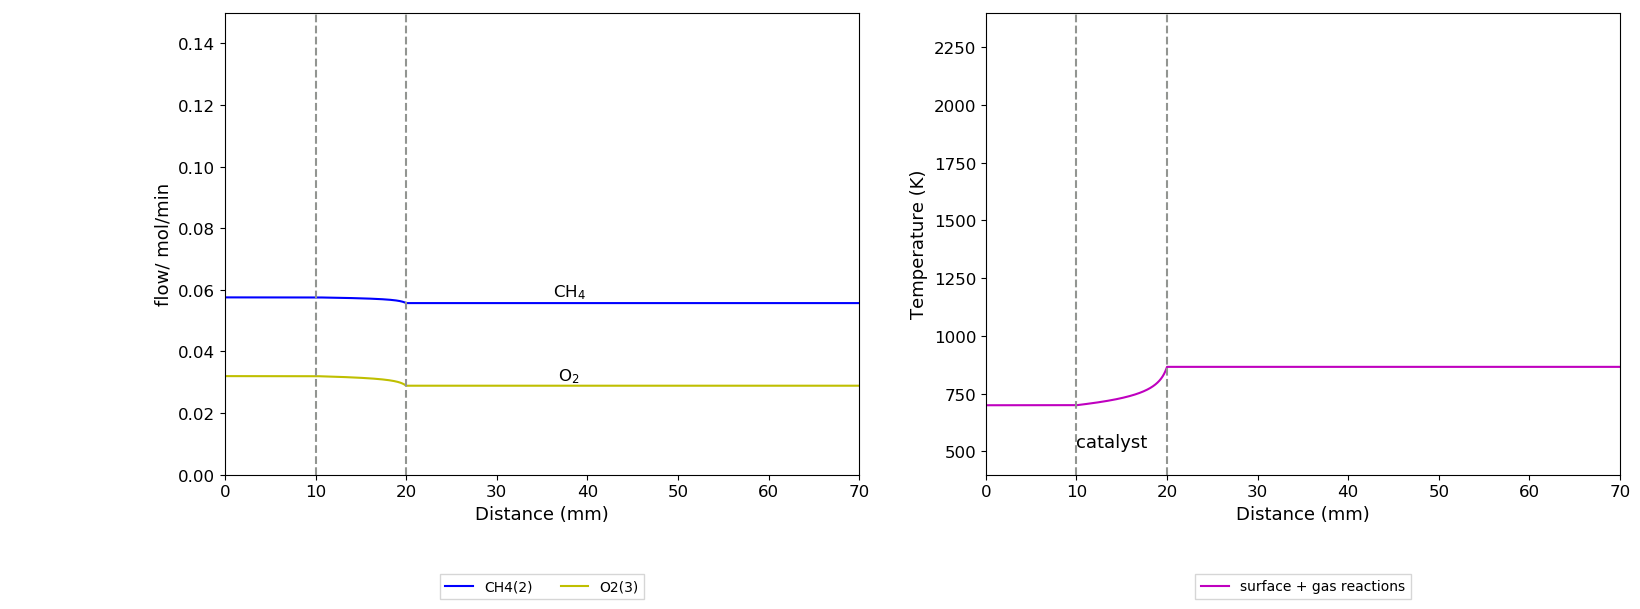 0.14
0.12
0.10
0.08
0.06
0.04
0.02
0.00
flow/ mol/min
CH₄
O₂
0 10 20 30 40 50 60 70
Distance (mm)
CH4(2) O2(3)
2250
2000
1750
1500
1250
1000
750
500
Temperature (K)
catalyst
0 10 20 30 40 50 60 70
Distance (mm)
surface + gas reactions